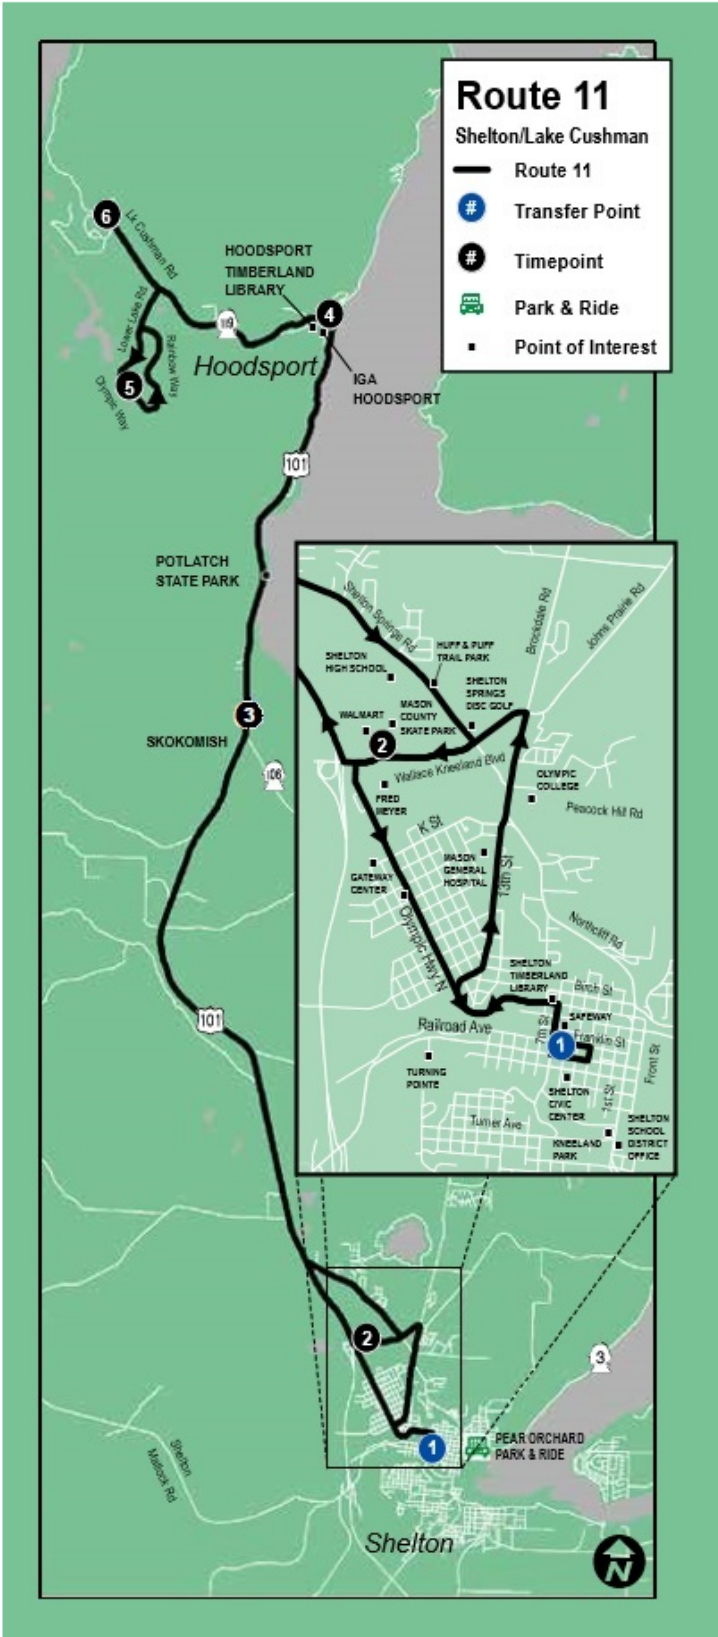 Route 11
Shelton/Lake Cushman
Route 11
# Transfer Point
# Timepoint
Park & Ride
Point of Interest
6
Lk Cushman Rd
HOODSPORT
TIMBERLAND
LIBRARY
4
119
Lower Lake Rd
Rainbow Way
Hoodsport
5
Olympic Way
IGA
HOODSPORT
101
POTLATCH
STATE PARK
3
SKOKOMISH
106
101
Shelton Springs Rd
Brockdale Rd
Johns Prairie Rd
HUFF & PUFF
TRAIL PARK
SHELTON
HIGH SCHOOL
SHELTON
SPRINGS
DISC GOLF
WALMART
MASON
COUNTY
SKATE PARK
2
Wallace Kneeland Blvd
OLYMPIC
COLLEGE
FRED
MEYER
Peacock Hill Rd
K St
MASON
GENERAL
HOSPITAL
GATEWAY
CENTER
13th St
Olympic Hwy N
Northcliff Rd
SHELTON
TIMBERLAND
LIBRARY
Birch St
SAFEWAY
Railroad Ave
7th St
Franklin St
1
Front St
TURNING
POINTE
SHELTON
CIVIC
CENTER
1st St
Turner Ave
KNEELAND
PARK
SHELTON
SCHOOL
DISTRICT
OFFICE
2
3
1
PEAR ORCHARD
PARK & RIDE
Shelton
Matlock Rd
Shelton
N